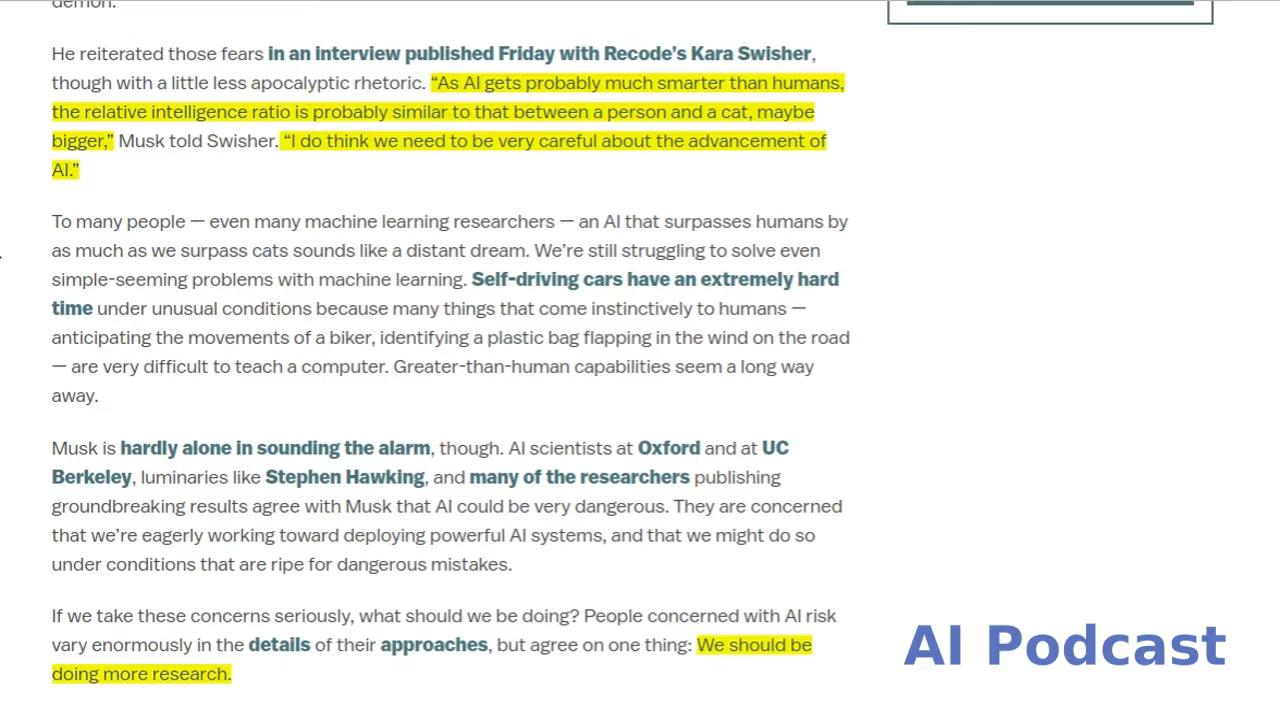 demon.
He reiterated those fears in an interview published Friday with Recode’s Kara Swisher,
though with a little less apocalyptic rhetoric. “As AI gets probably much smarter than humans,
the relative intelligence ratio is probably similar to that between a person and a cat, maybe
bigger,” Musk told Swisher. “I do think we need to be very careful about the advancement of
AI.”
To many people — even many machine learning researchers — an AI that surpasses humans by
as much as we surpass cats sounds like a distant dream. We’re still struggling to solve even
simple-seeming problems with machine learning. Self-driving cars have an extremely hard
time under unusual conditions because many things that come instinctively to humans —
anticipating the movements of a biker, identifying a plastic bag flapping in the wind on the road
— are very difficult to teach a computer. Greater-than-human capabilities seem a long way
away.
Musk is hardly alone in sounding the alarm, though. AI scientists at Oxford and at UC
Berkeley, luminaries like Stephen Hawking, and many of the researchers publishing
groundbreaking results agree with Musk that AI could be very dangerous. They are concerned
that we’re eagerly working toward deploying powerful AI systems, and that we might do so
under conditions that are ripe for dangerous mistakes.
If we take these concerns seriously, what should we be doing? People concerned with AI risk
vary enormously in the details of their approaches, but agree on one thing: We should be
doing more research.
AI Podcast